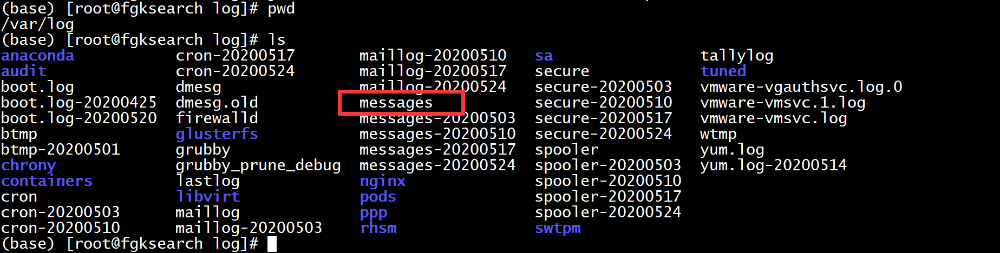 (base) [root@fgksearch log]# pwd
/var/log
(base) [root@fgksearch log]# ls
anaconda cron-20200517 maillog-20200510 sa tallylog
audit cron-20200524 maillog-20200517 secure tuned
boot.log dmesg maillog-20200524 secure-20200503 vmware-vgauthsvc.log.0
boot.log-20200425 dmesg.old messages secure-20200510 vmware-vmsvc.1.log
boot.log-20200520 firewalld messages-20200503 secure-20200517 vmware-vmsvc.log
btmp glusterfs messages-20200510 secure-20200524 wtmp
btmp-20200501 grubby messages-20200517 spooler yum.log
chrony grubby_prune_debug messages-20200524 spooler-20200503 yum.log-20200514
containers lastlog nginx spooler-20200510
cron libvirt pods spooler-20200517
cron-20200503 maillog ppp spooler-20200524
cron-20200510 maillog-20200503 rhsm swtpm
(base) [root@fgksearch log]#